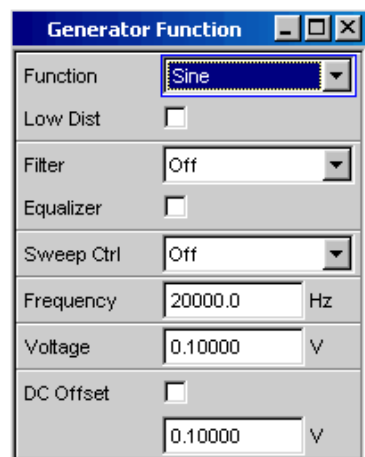 Generator Function
Function Sine
Low Dist
Filter Off
Equalizer
Sweep Ctrl Off
Frequency 20000.0 Hz
Voltage 0.10000 V
DC Offset
0.10000 V